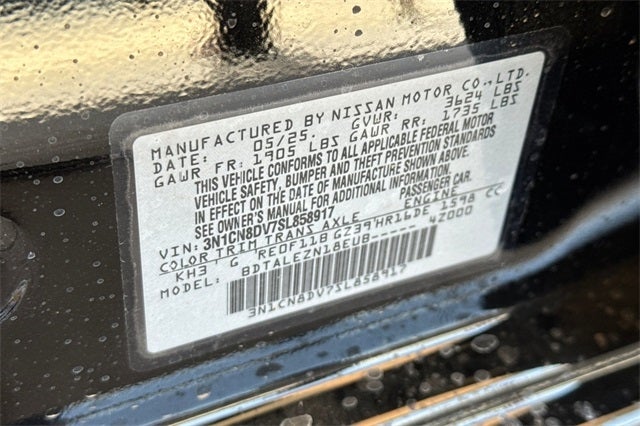 MANUFACTURED BY NISSAN MOTOR CO.,LTD.
DATE: 05/25. GVWR: 3624 LBS
GAWR FR: 1905 LBS GAWR RR: 1735 LBS
THIS VEHICLE CONFORMS TO ALL APPLICABLE FEDERAL MOTOR
VEHICLE SAFETY, BUMPER AND THEFT PREVENTION STANDARDS
IN EFFECT ON THE DATE OF MANUFACTURE SHOWN ABOVE.
SEE OWNER'S MANUAL FOR ADDITIONAL INFORMATION.
VIN: 3N1CN8DV7SL858917 PASSENGER CAR.
COLOR TRIM TRANS AXLE ENGINE
KH3 G RE0F11B GZ39 HR16DE 1598 CC
MODEL: BDTALEZN18EUB----- 4Z000
3N1CN8DV7SL858917